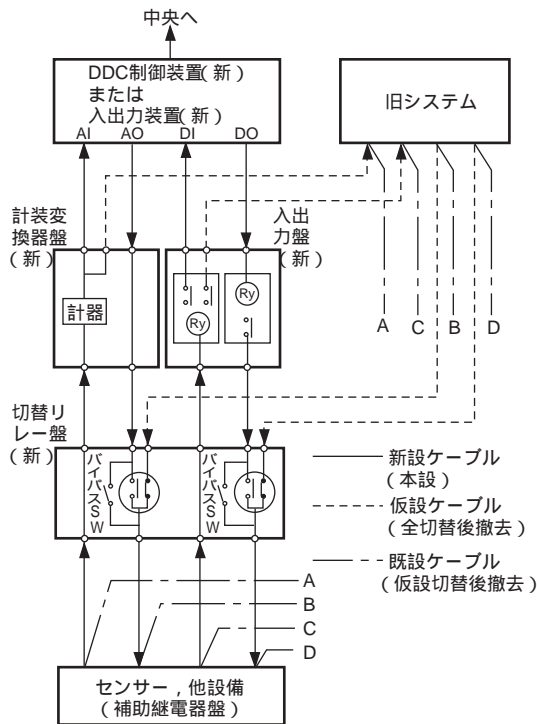 中央へ
DDC制御装置(新)
または
入出力装置(新)
AI AO DI DO
旧システム
計装変
換器盤
(新)
入出
力盤
(新)
計器
Ry
Ry
A C B D
切替リ
レー盤
(新)
バイパスSW
バイパスSW
新設ケーブル
(本設)
仮設ケーブル
(全切替後撤去)
既設ケーブル
(仮設切替後撤去)
A
B
C
D
センサー,他設備
(補助継電器盤)